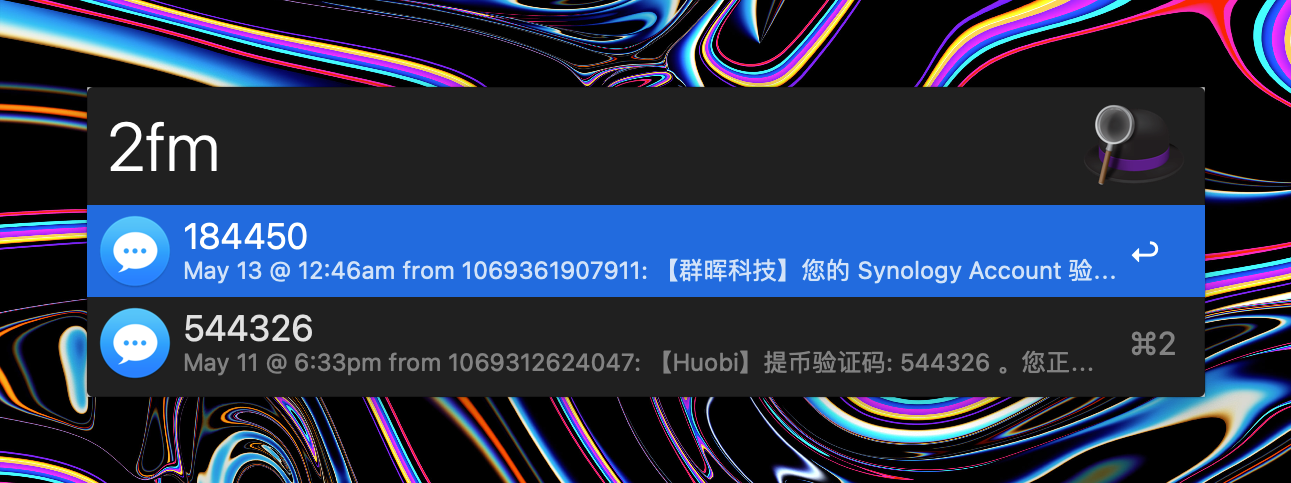 2fm
184450
May 13 @ 12:46am from 1069361907911: 【群晖科技】您的 Synology Account 验…
544326
May 11 @ 6:33pm from 1069312624047: 【Huobi】提币验证码: 544326 。您正…
⌘2